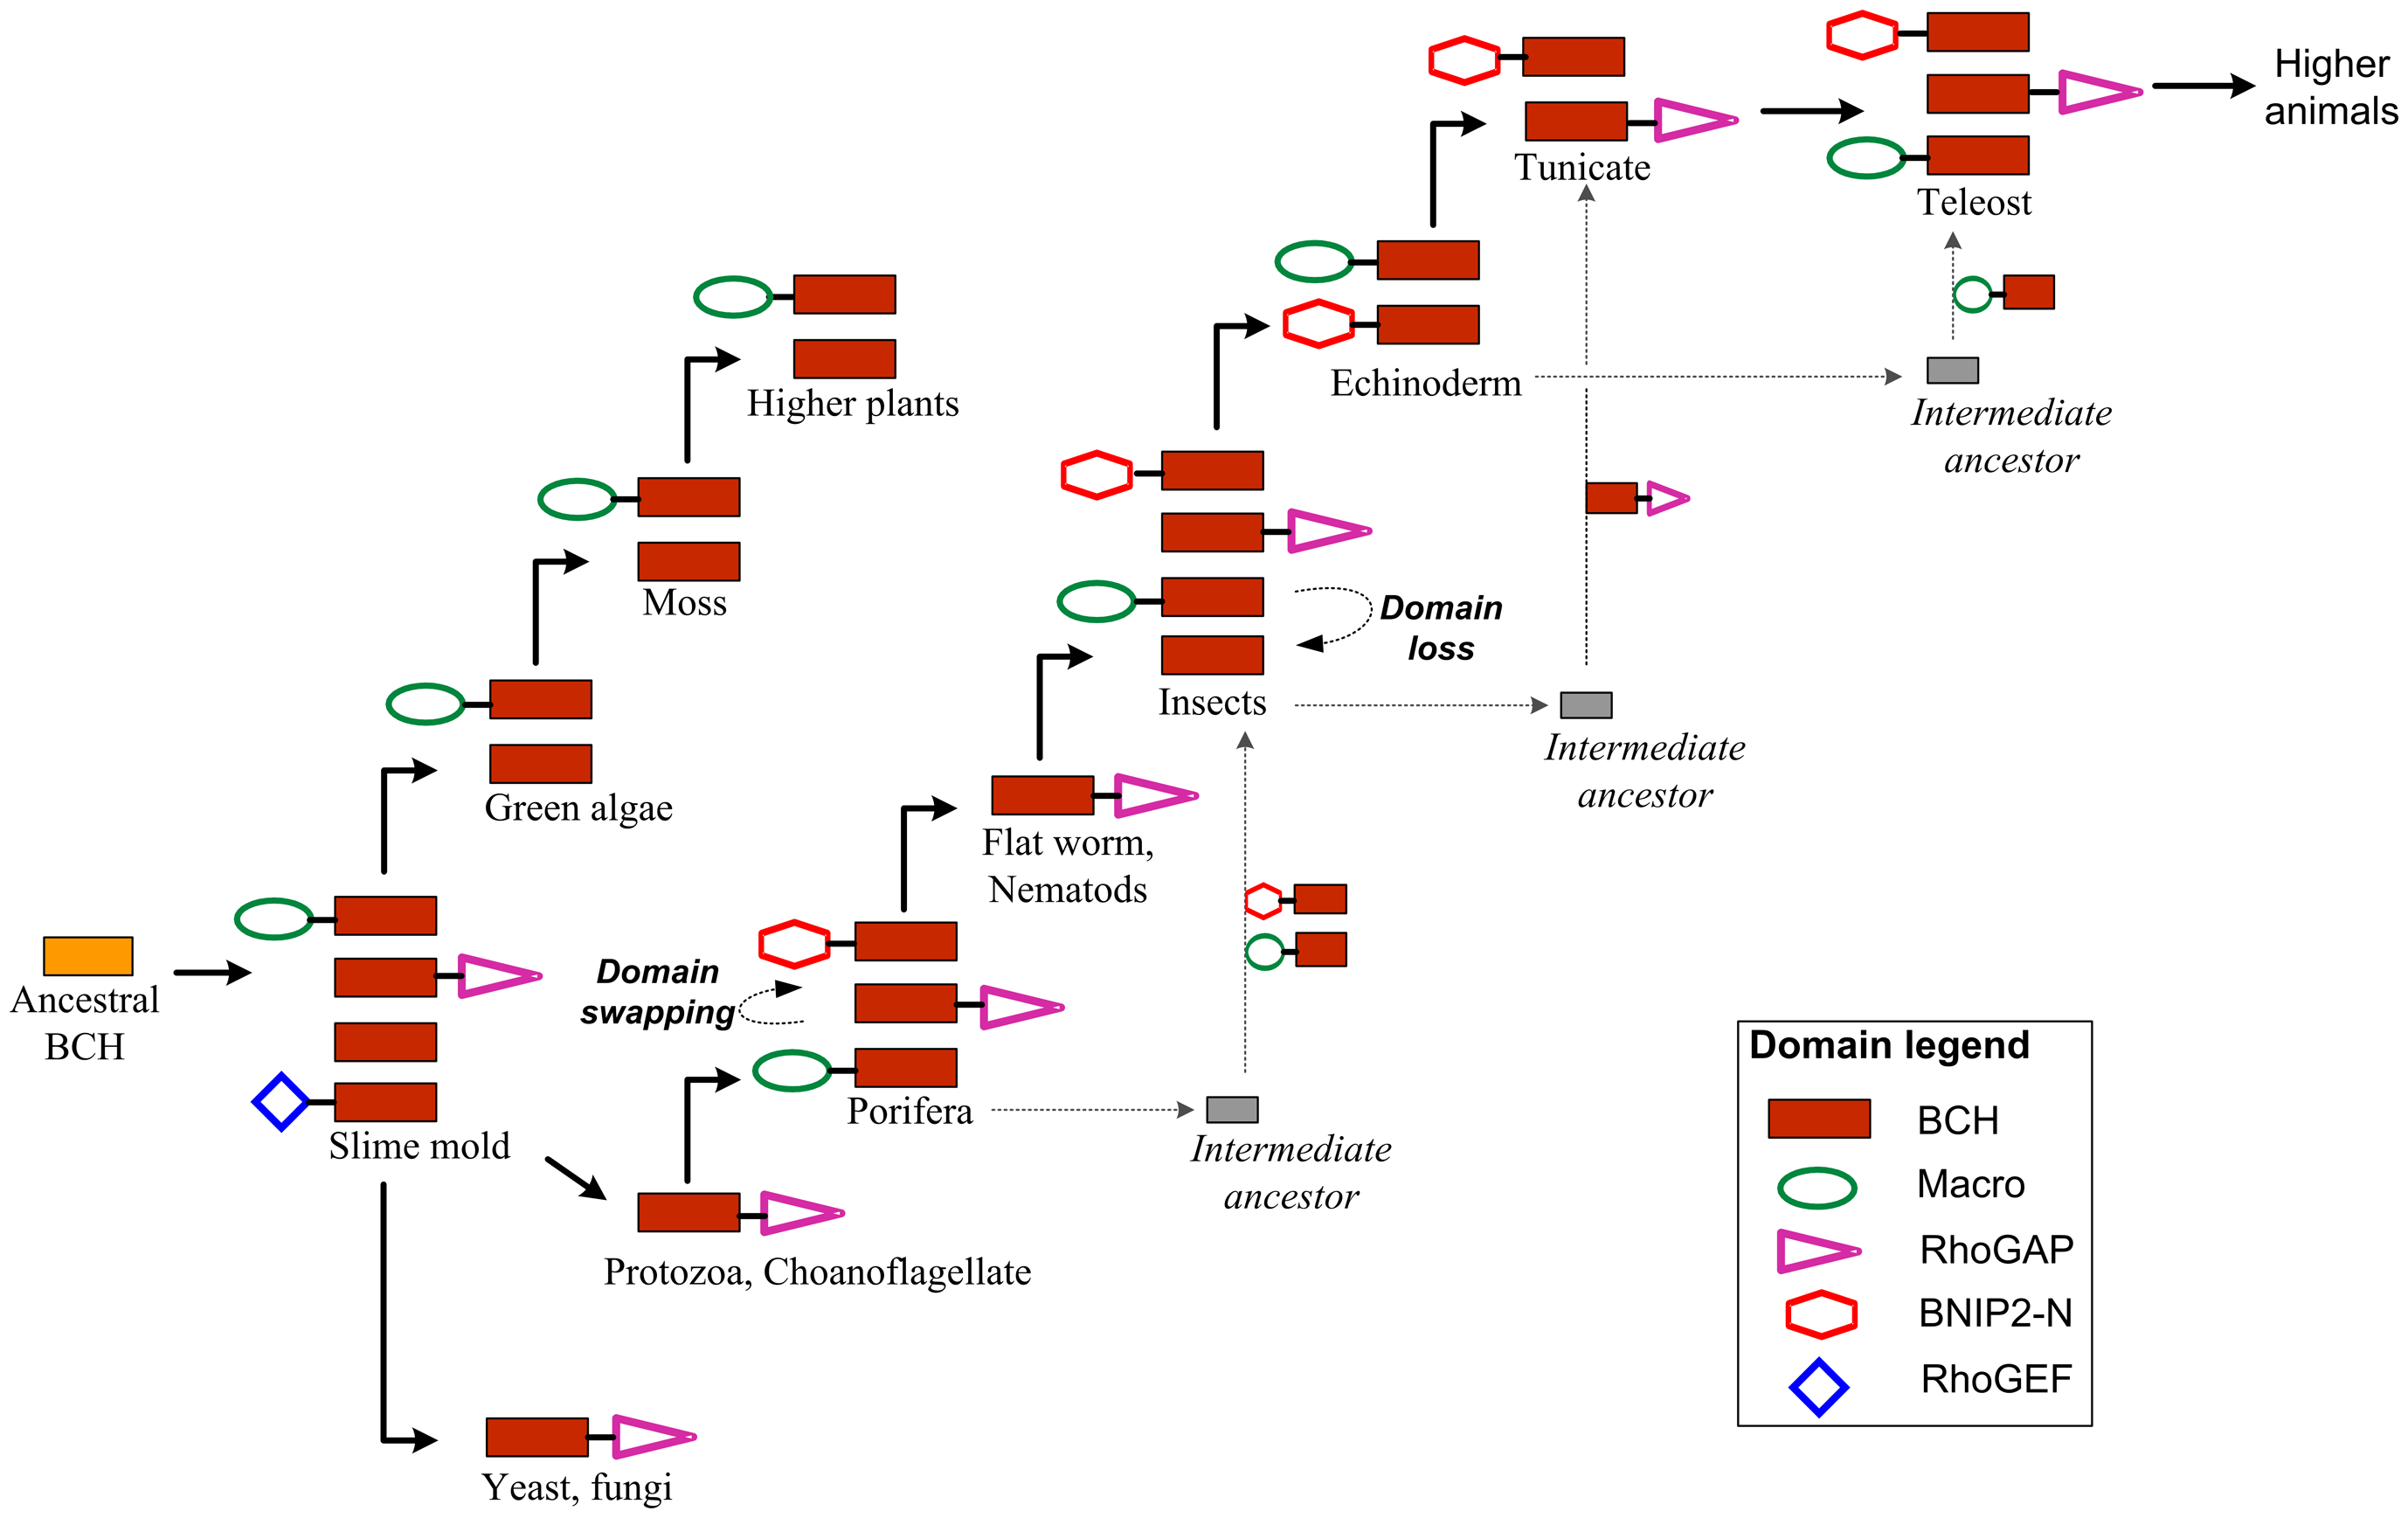 Higher
animals
Tunicate
Teleost
Echinoderm
Intermediate
ancestor
Higher plants
Moss
Domain
loss
Insects
Intermediate
ancestor
Green algae
Flat worm,
Nematods
Ancestral
BCH
Domain
swapping
Slime mold
Porifera
Intermediate
ancestor
Protozoa, Choanoflagellate
Yeast, fungi
Domain legend
BCH
Macro
RhoGAP
BNIP2-N
RhoGEF